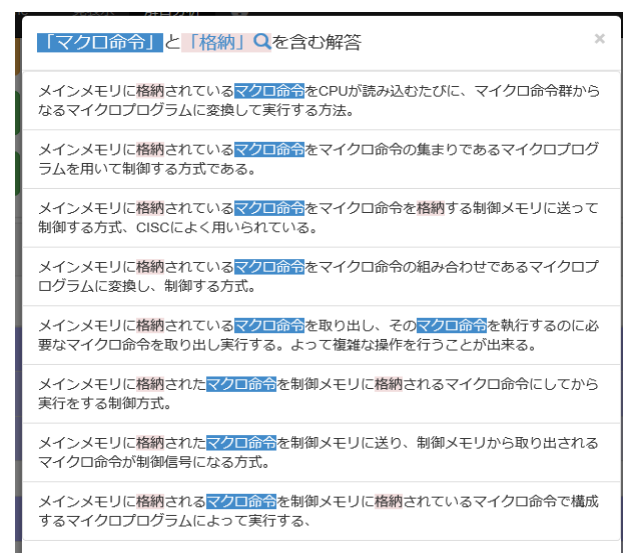 「マクロ命令」と「格納」を含む解答
×
メインメモリに格納されているマクロ命令をCPUが読み込むたびに、マイクロ命令群から
なるマイクロプログラムに変換して実行する方法。
メインメモリに格納されているマクロ命令をマイクロ命令の集まりであるマイクロプログ
ラムを用いて制御する方式である。
メインメモリに格納されているマクロ命令をマイクロ命令を格納する制御メモリに送って
制御する方式、CISCによく用いられている。
メインメモリに格納されているマクロ命令をマイクロ命令の組み合わせであるマイクロプ
ログラムに変換し、制御する方式。
メインメモリに格納されているマクロ命令を取り出し、そのマクロ命令を執行するのに必
要なマイクロ命令を取り出し実行する。よって複雑な操作を行うことが出来る。
メインメモリに格納されたマクロ命令を制御メモリに格納されるマイクロ命令にしてから
実行をする制御方式。
メインメモリに格納されたマクロ命令を制御メモリに送り、制御メモリから取り出される
マイクロ命令が制御信号になる方式。
メインメモリに格納されるマクロ命令を制御メモリに格納されているマイクロ命令で構成
するマイクロプログラムによって実行する、